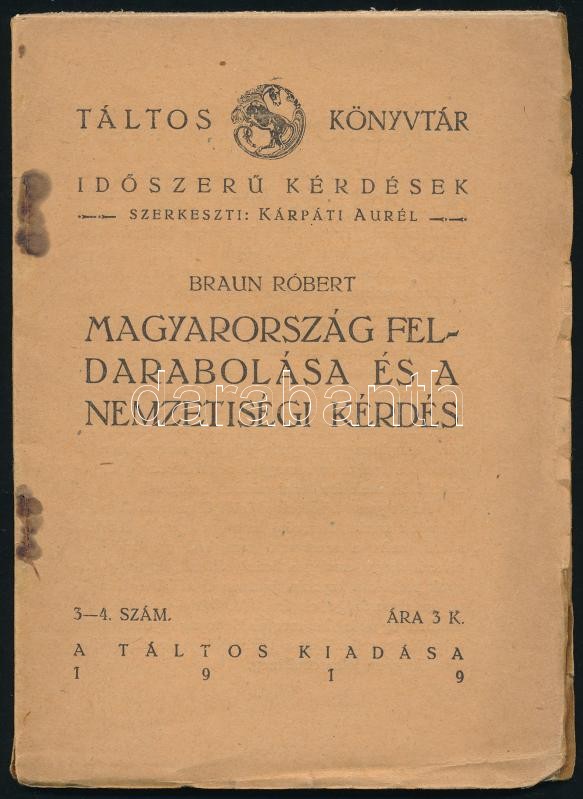 TÁLTOS KÖNYVTÁR
IDŐSZERŰ KÉRDÉSEK
SZERKESZTI: KÁRPÁTI AURÉL
BRAUN RÓBERT
MAGYARORSZÁG FEL-
DARABOLÁSA ÉS A
NEMZETISÉGI KÉRDÉS
darabanth
3—4. SZÁM. ÁRA 3 K.
A TÁLTOS KIADÁSA
1919